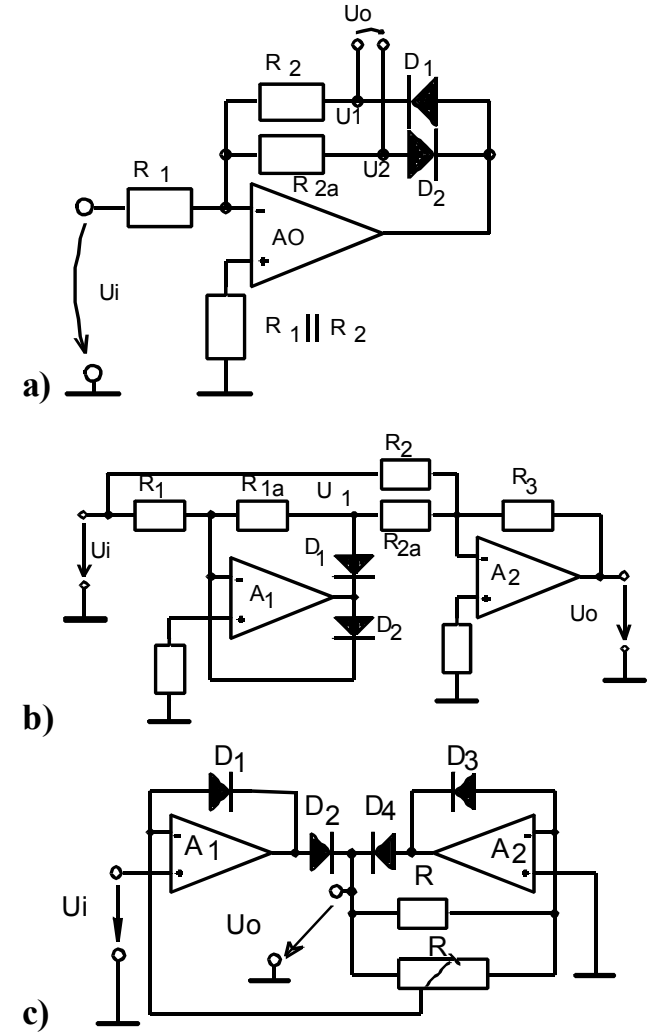 Uo
R 2
D 1
U1
U2
R 1
R 2a
D 2
AO
-
+
Ui
R 1 || R 2
a)
R2
R1
R1a
U 1
R3
Ui
D1
R2a
A1
-
+
A2
-
+
D2
Uo
b)
D1
D3
D2
D4
A1
-
+
A2
-
+
Ui
R
Uo
R
c)